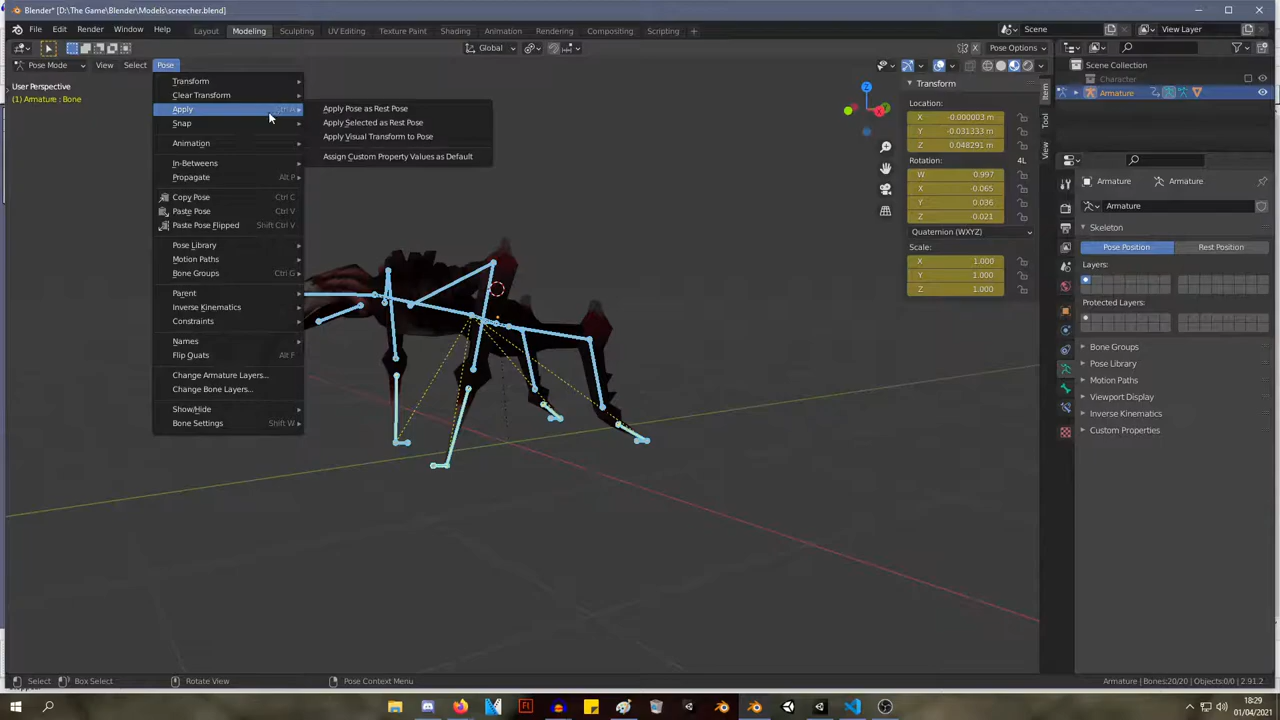 Blender* [D:\The Game\Blender\Models\screecher.blend]
File Edit Render Window Help Layout Modeling Sculpting UV Editing Texture Paint Shading Animation Rendering Compositing Scripting + Scene View Layer
Global Pose Options
Pose Mode View Select Pose
User Perspective
(1) Armature : Bone
Transform
Clear Transform
Apply Ctrl A
Snap
Animation
In-Betweens
Propagate Alt P
Copy Pose Ctrl C
Paste Pose Ctrl V
Paste Pose Flipped Shift Ctrl V
Pose Library
Motion Paths
Bone Groups Ctrl G
Parent
Inverse Kinematics
Constraints
Names
Flip Quats Alt F
Change Armature Layers...
Change Bone Layers...
Show/Hide
Bone Settings Shift W
Apply Pose as Rest Pose
Apply Selected as Rest Pose
Apply Visual Transform to Pose
Assign Custom Property Values as Default
Z
X
Transform
Location:
X -0.000003 m
Y -0.031333 m
Z 0.048291 m
Rotation: 4L
W 0.997
X -0.065
Y 0.036
Z -0.021
Quaternion (WXYZ)
Scale:
X 1.000
Y 1.000
Z 1.000
Item
Tool
View
Scene Collection
Character
Armature
Armature Armature
Armature
Skeleton
Pose Position Rest Position
Layers:
Protected Layers:
Bone Groups
Pose Library
Motion Paths
Viewport Display
Inverse Kinematics
Custom Properties
Select Box Select Rotate View Pose Context Menu Armature | Bones:20/20 | Objects:0/0 | 2.91.2
18:29
01/04/2021